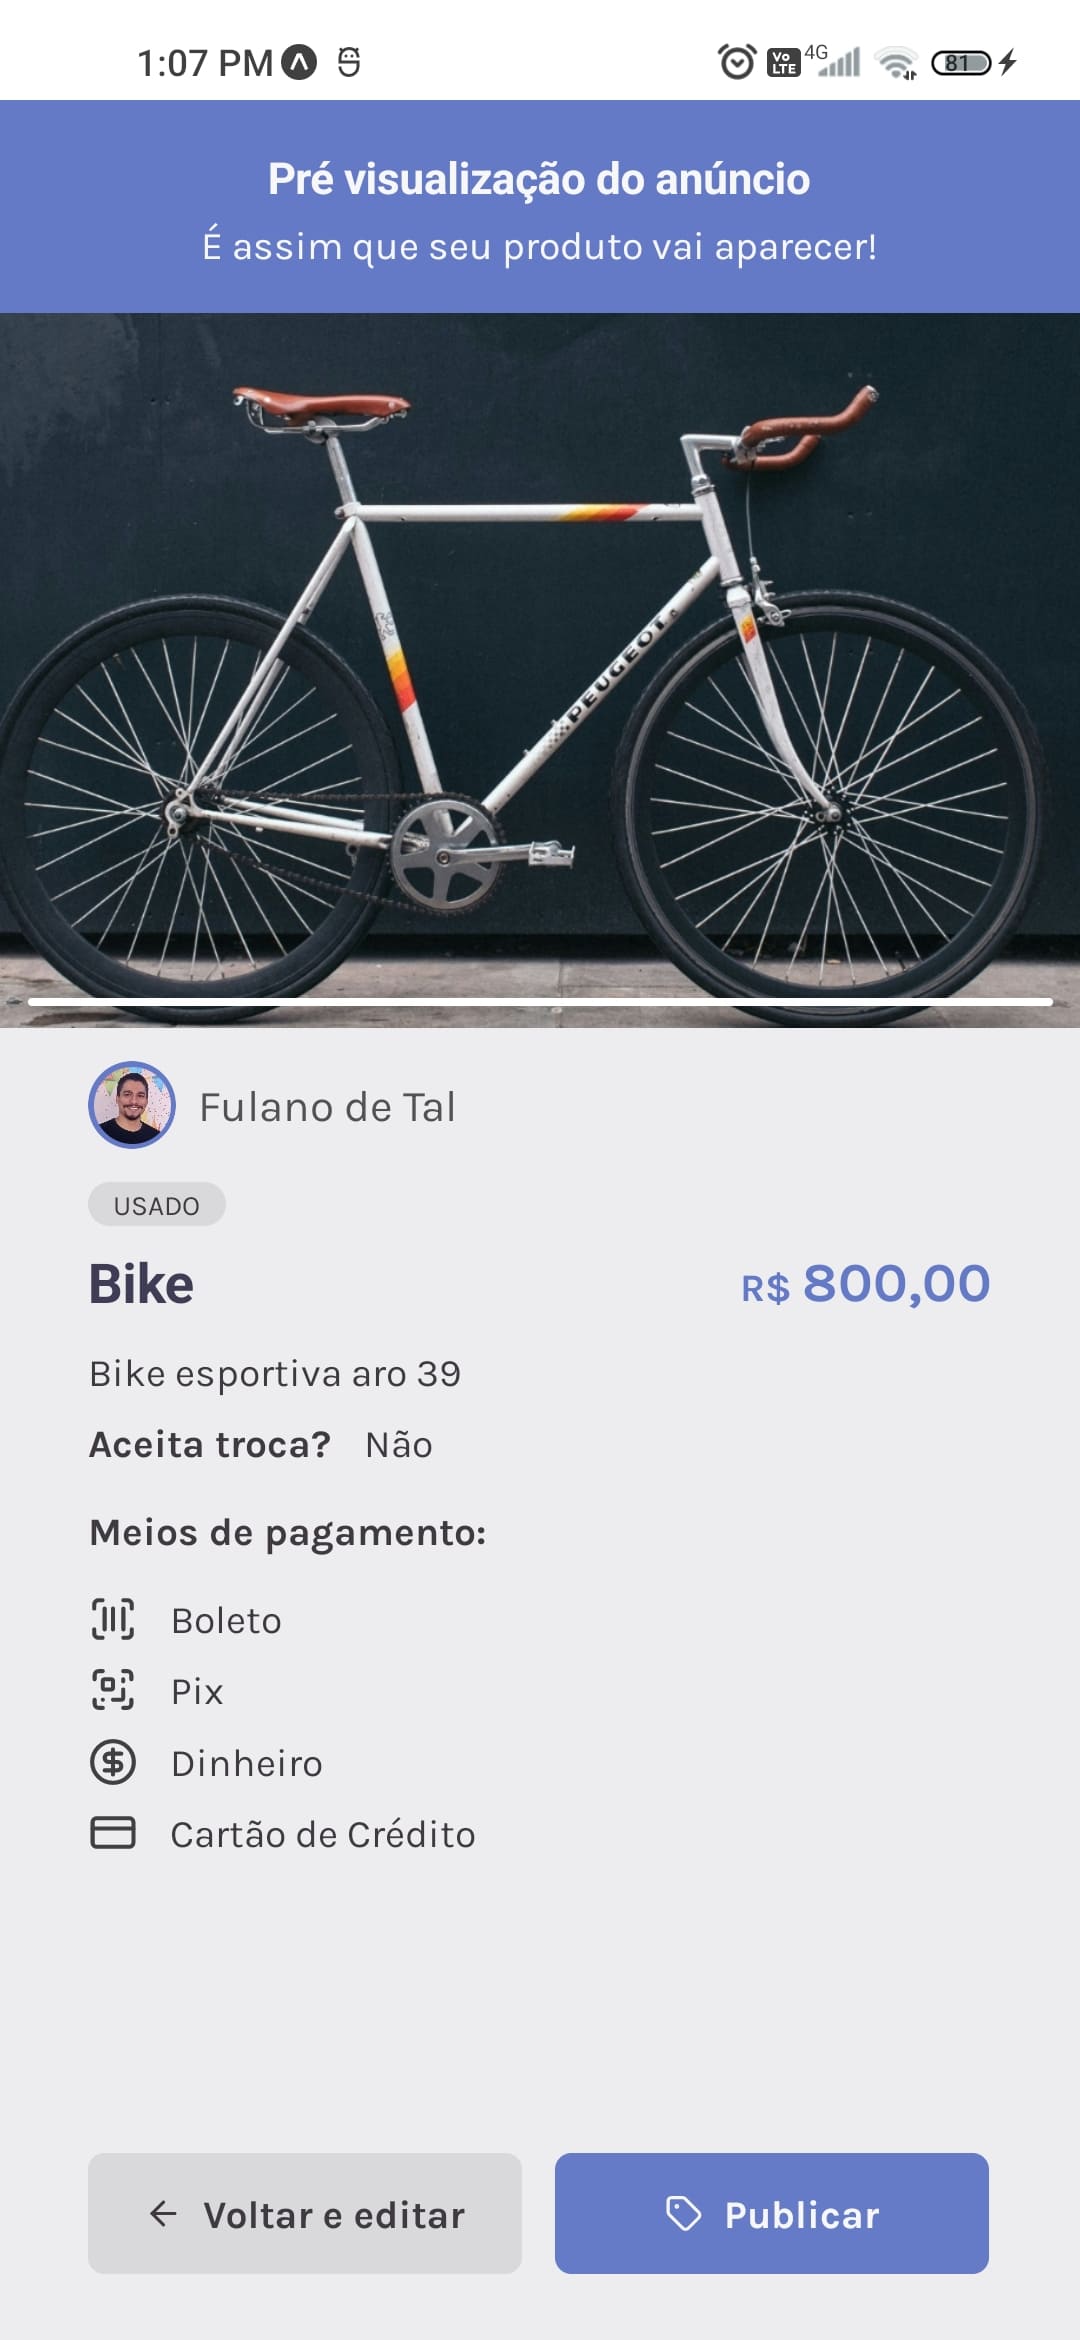 1:07 PM
Vo LTE 4G 81
Pré visualização do anúncio
É assim que seu produto vai aparecer!
PEUGEOT
Fulano de Tal
USADO
Bike
R$ 800,00
Bike esportiva aro 39
Aceita troca? Não
Meios de pagamento:
Boleto
Pix
Dinheiro
Cartão de Crédito
Voltar e editar
Publicar